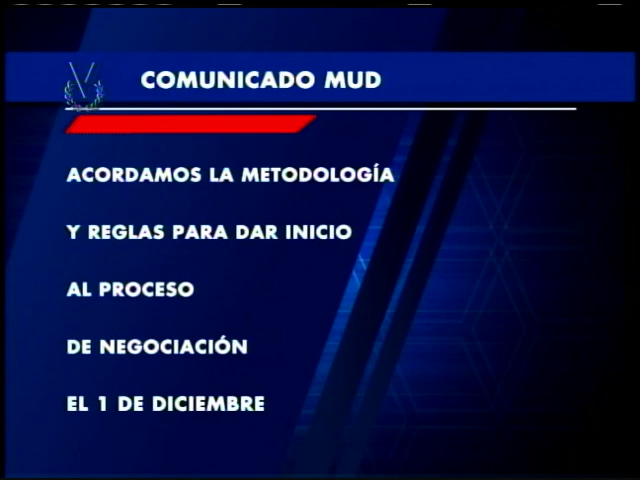 COMUNICADO MUD
ACORDAMOS LA METODOLOGÍA
Y REGLAS PARA DAR INICIO
AL PROCESO
DE NEGOCIACIÓN
EL 1 DE DICIEMBRE